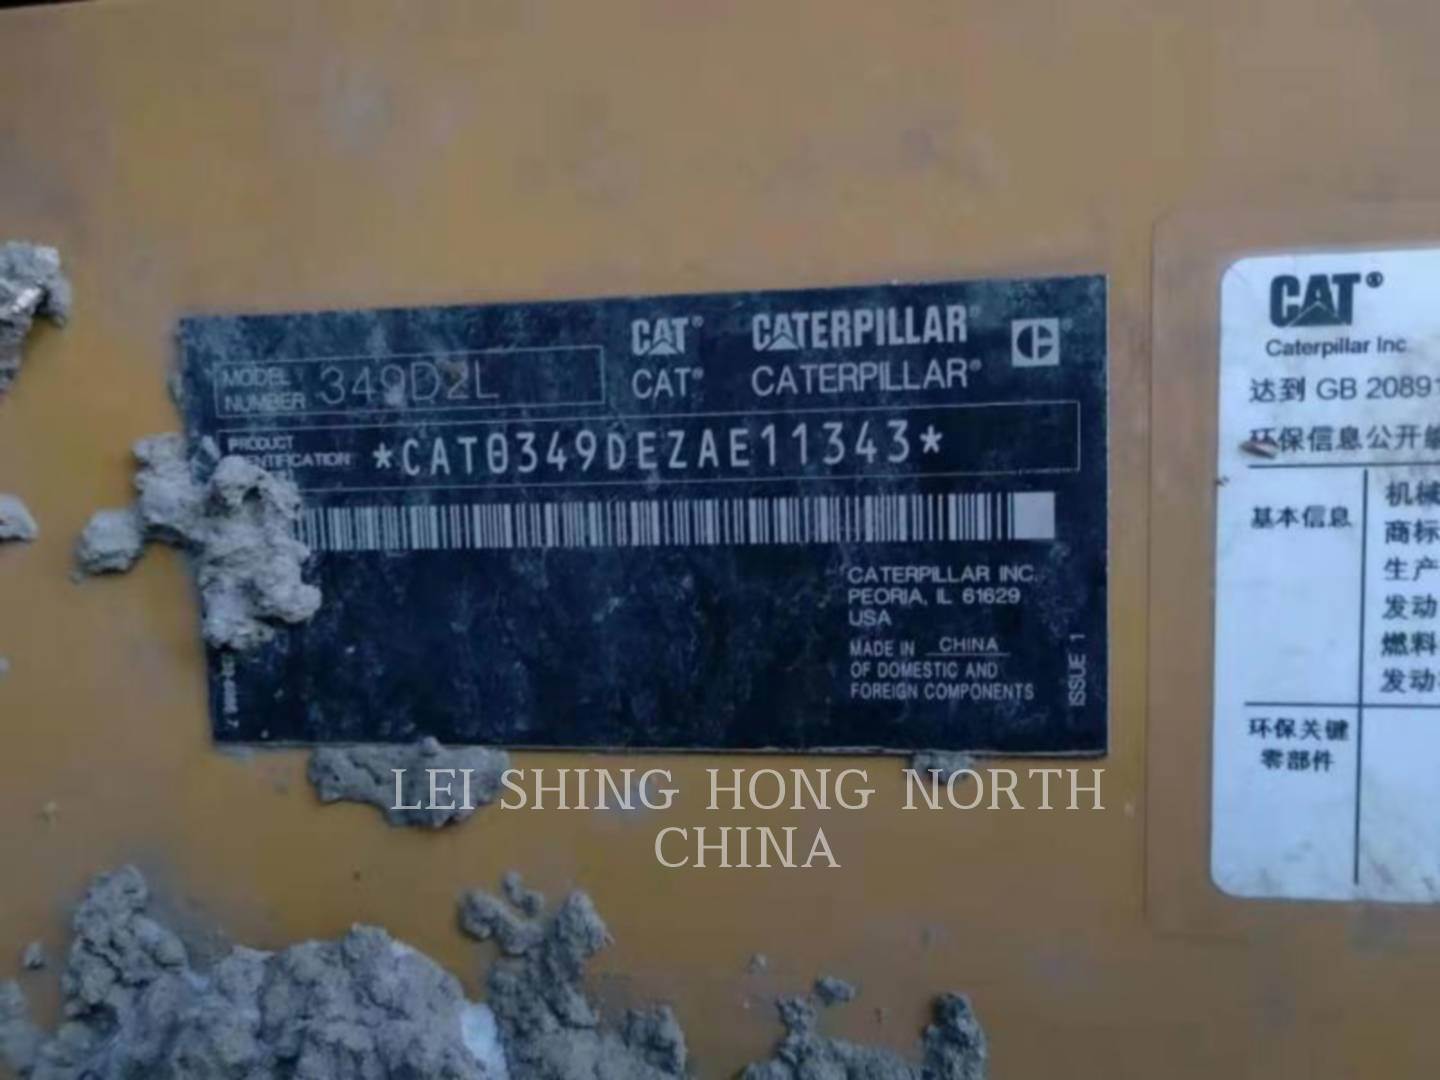 CAT® CATERPILLAR®
MODEL NUMBER 349D2L
CAT® CATERPILLAR®
PRODUCT
IDENTIFICATION *CAT0349DEZAE11343*
CATERPILLAR INC.
PEORIA, IL 61629
USA
MADE IN CHINA
OF DOMESTIC AND
FOREIGN COMPONENTS
ISSUE 1
CAT®
Caterpillar Inc
达到 GB 20891
环保信息公开
基本信息
机械
商标
生产
发动
燃料
发动
环保关键
零部件
LEI SHING HONG NORTH
CHINA